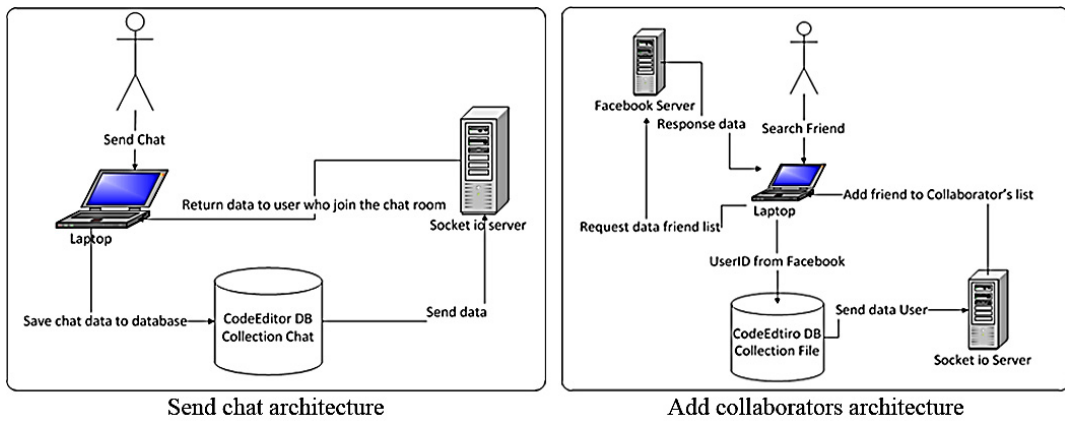 Send Chat
Return data to user who join the chat room
Laptop
Socket io server
Save chat data to database
CodeEditor DB
Collection Chat
Send data
Send chat architecture
Facebook Server
Response data
Search Friend
Add friend to Collaborator's list
Laptop
Request data friend list
UserID from Facebook
CodeEdtiro DB
Collection File
Send data User
Socket io Server
Add collaborators architecture